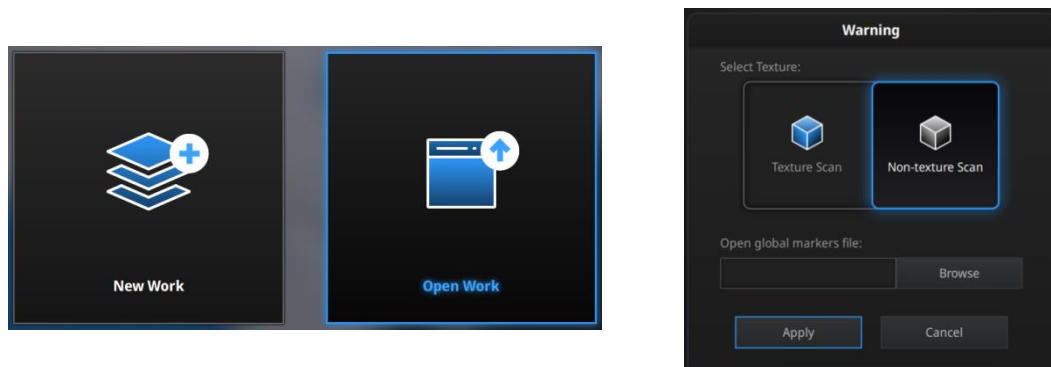 New Work
Open Work
Warning
Select Texture:
Texture Scan
Non-texture Scan
Open global markers file:
Browse
Apply
Cancel